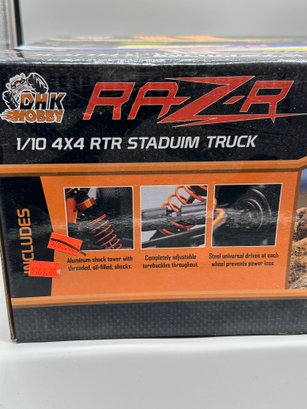 DHK
HOBBY
RAZ-R
1/10 4X4 RTR STADUIM TRUCK
INCLUDES
Aluminum shock tower with
threaded, oil-filled, shocks.
Completely adjustable
turnbuckles throughout.
Steel universal drives at each
wheel prevents power loss.